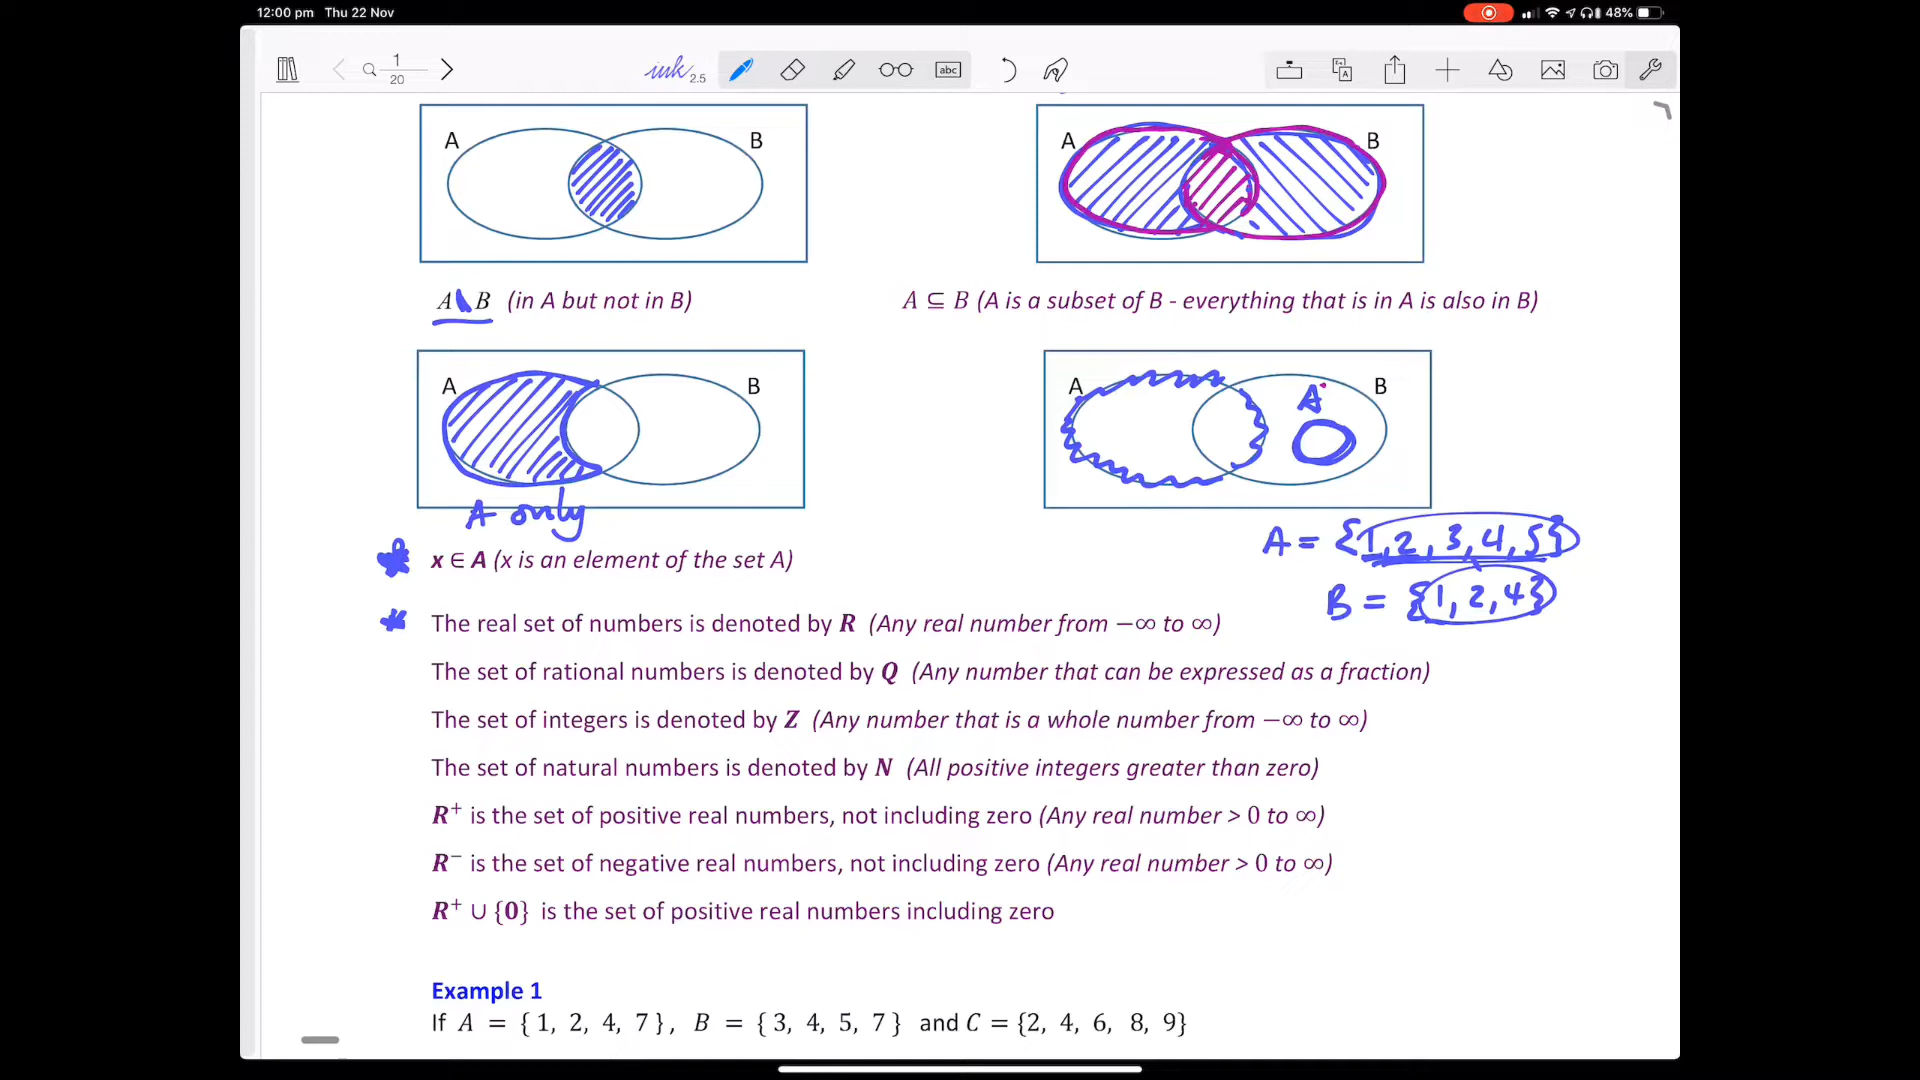 12:00 pm Thu 22 Nov
48%
1
20
ink 2.5
abc
A B
A B
A \ B (in A but not in B)
A ⊆ B (A is a subset of B - everything that is in A is also in B)
A B
A A B
A only
A = {1, 2, 3, 4, 5}
x ∈ A (x is an element of the set A)
B = {1, 2, 4}
The real set of numbers is denoted by R (Any real number from −∞ to ∞)
The set of rational numbers is denoted by Q (Any number that can be expressed as a fraction)
The set of integers is denoted by Z (Any number that is a whole number from −∞ to ∞)
The set of natural numbers is denoted by N (All positive integers greater than zero)
R⁺ is the set of positive real numbers, not including zero (Any real number > 0 to ∞)
R⁻ is the set of negative real numbers, not including zero (Any real number > 0 to ∞)
R⁺ ∪ {0} is the set of positive real numbers including zero
Example 1
If A = { 1, 2, 4, 7 }, B = { 3, 4, 5, 7 } and C = {2, 4, 6, 8, 9}